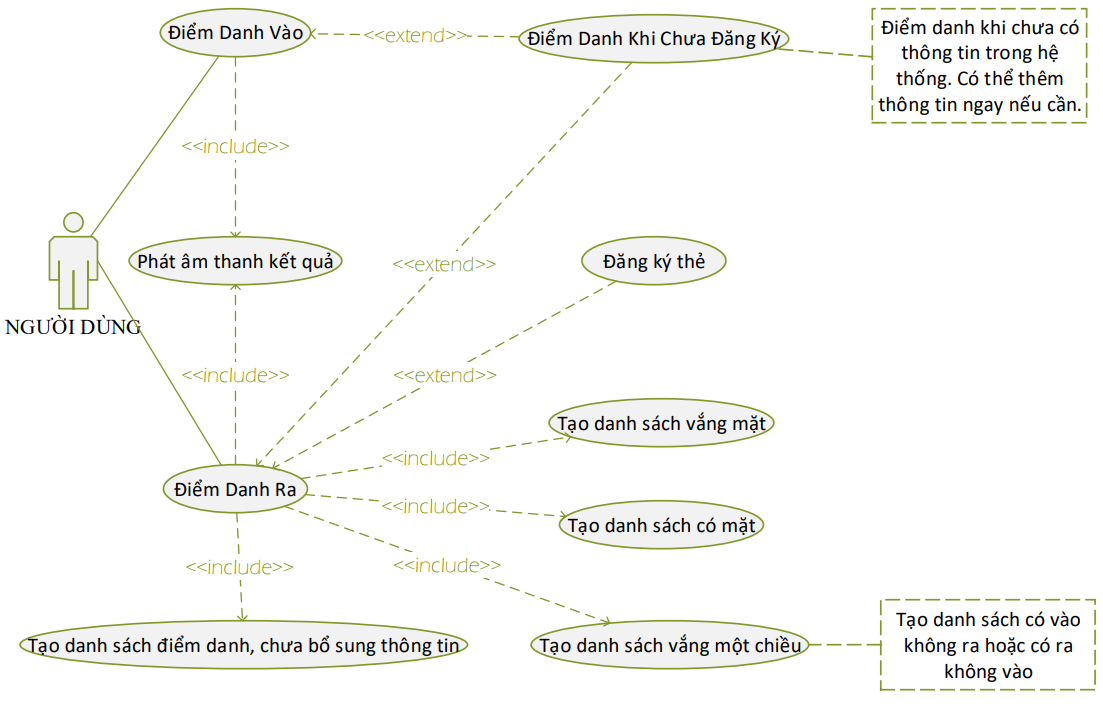 Điểm Danh Vào
<<extend>>
Điểm Danh Khi Chưa Đăng Ký
Điểm danh khi chưa có
thông tin trong hệ
thống. Có thể thêm
thông tin ngay nếu cần.
<<include>>
Phát âm thanh kết quả
<<extend>>
Đăng ký thẻ
NGƯỜI DÙNG
<<include>>
<<extend>>
Tạo danh sách vắng mặt
<<include>>
Điểm Danh Ra
<<include>>
Tạo danh sách có mặt
<<include>>
<<include>>
Tạo danh sách điểm danh, chưa bổ sung thông tin
Tạo danh sách vắng một chiều
Tạo danh sách có vào
không ra hoặc có ra
không vào